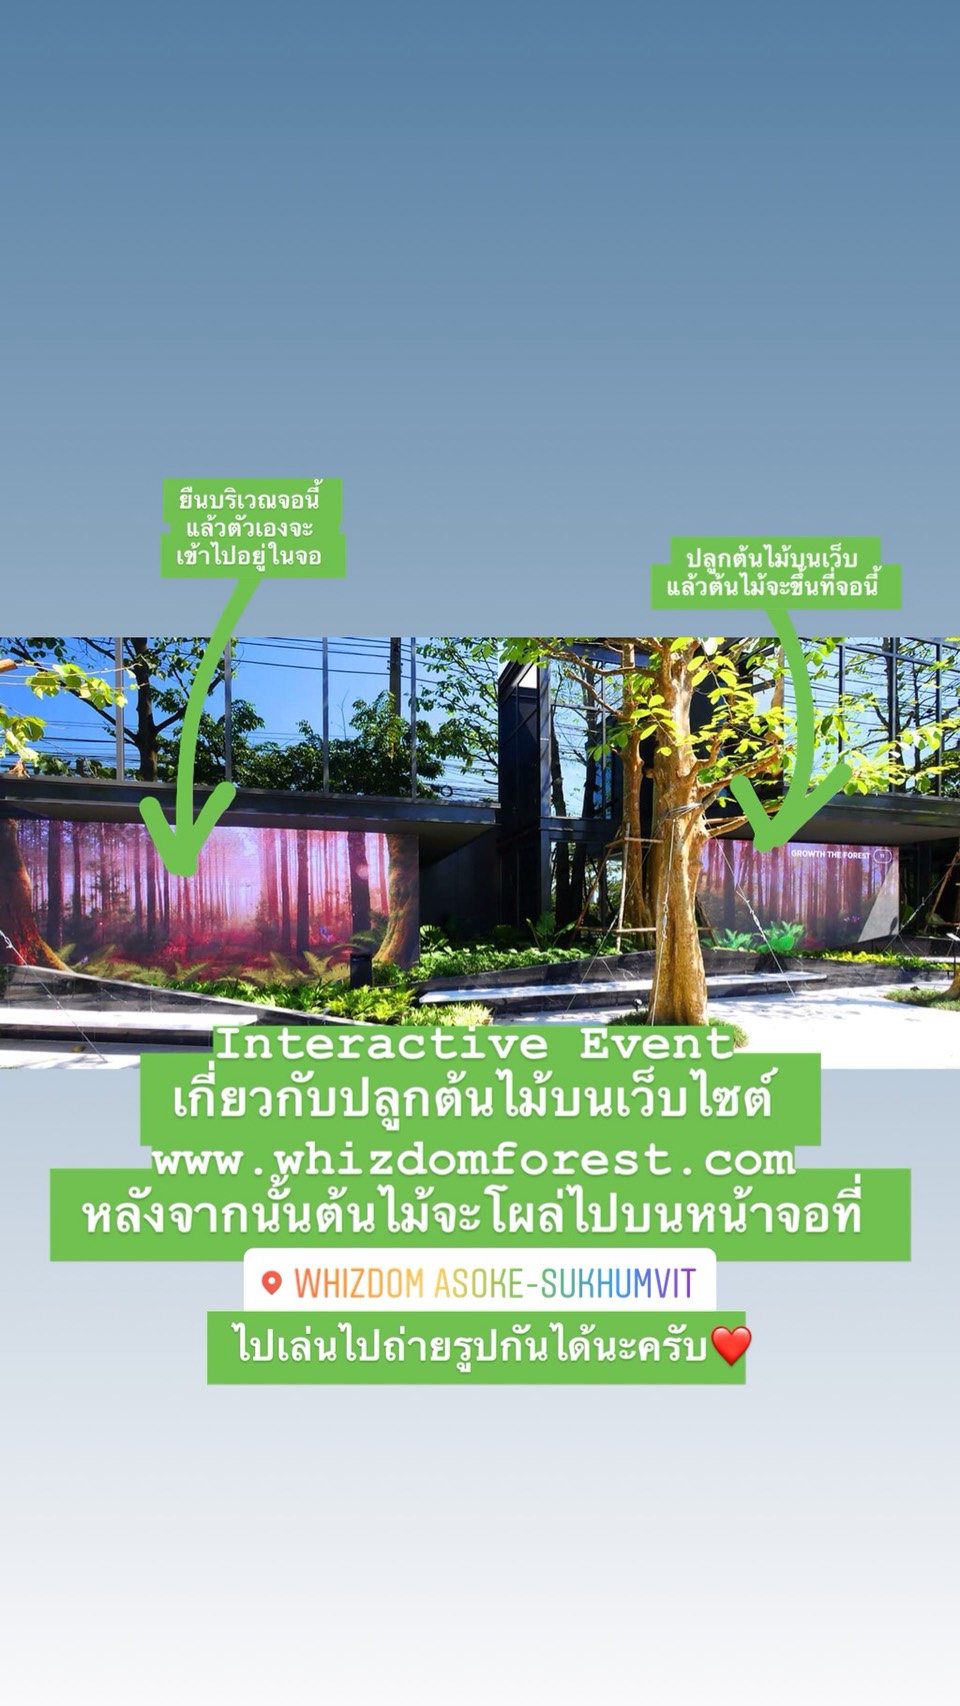 ยืนบริเวณจอนี้
แล้วตัวเองจะ
เข้าไปอยู่ในจอ
ปลูกต้นไม้บนเว็บ
แล้วต้นไม้จะขึ้นที่จอนี้
GROWTH THE FOREST
Interactive Event
เกี่ยวกับปลูกต้นไม้บนเว็บไซต์
www.whizdomforest.com
หลังจากนั้นต้นไม้จะโผล่ไปบนหน้าจอที่
WHIZDOM ASOKE-SUKHUMVIT
ไปเล่นไปถ่ายรูปกันได้นะครับ❤️